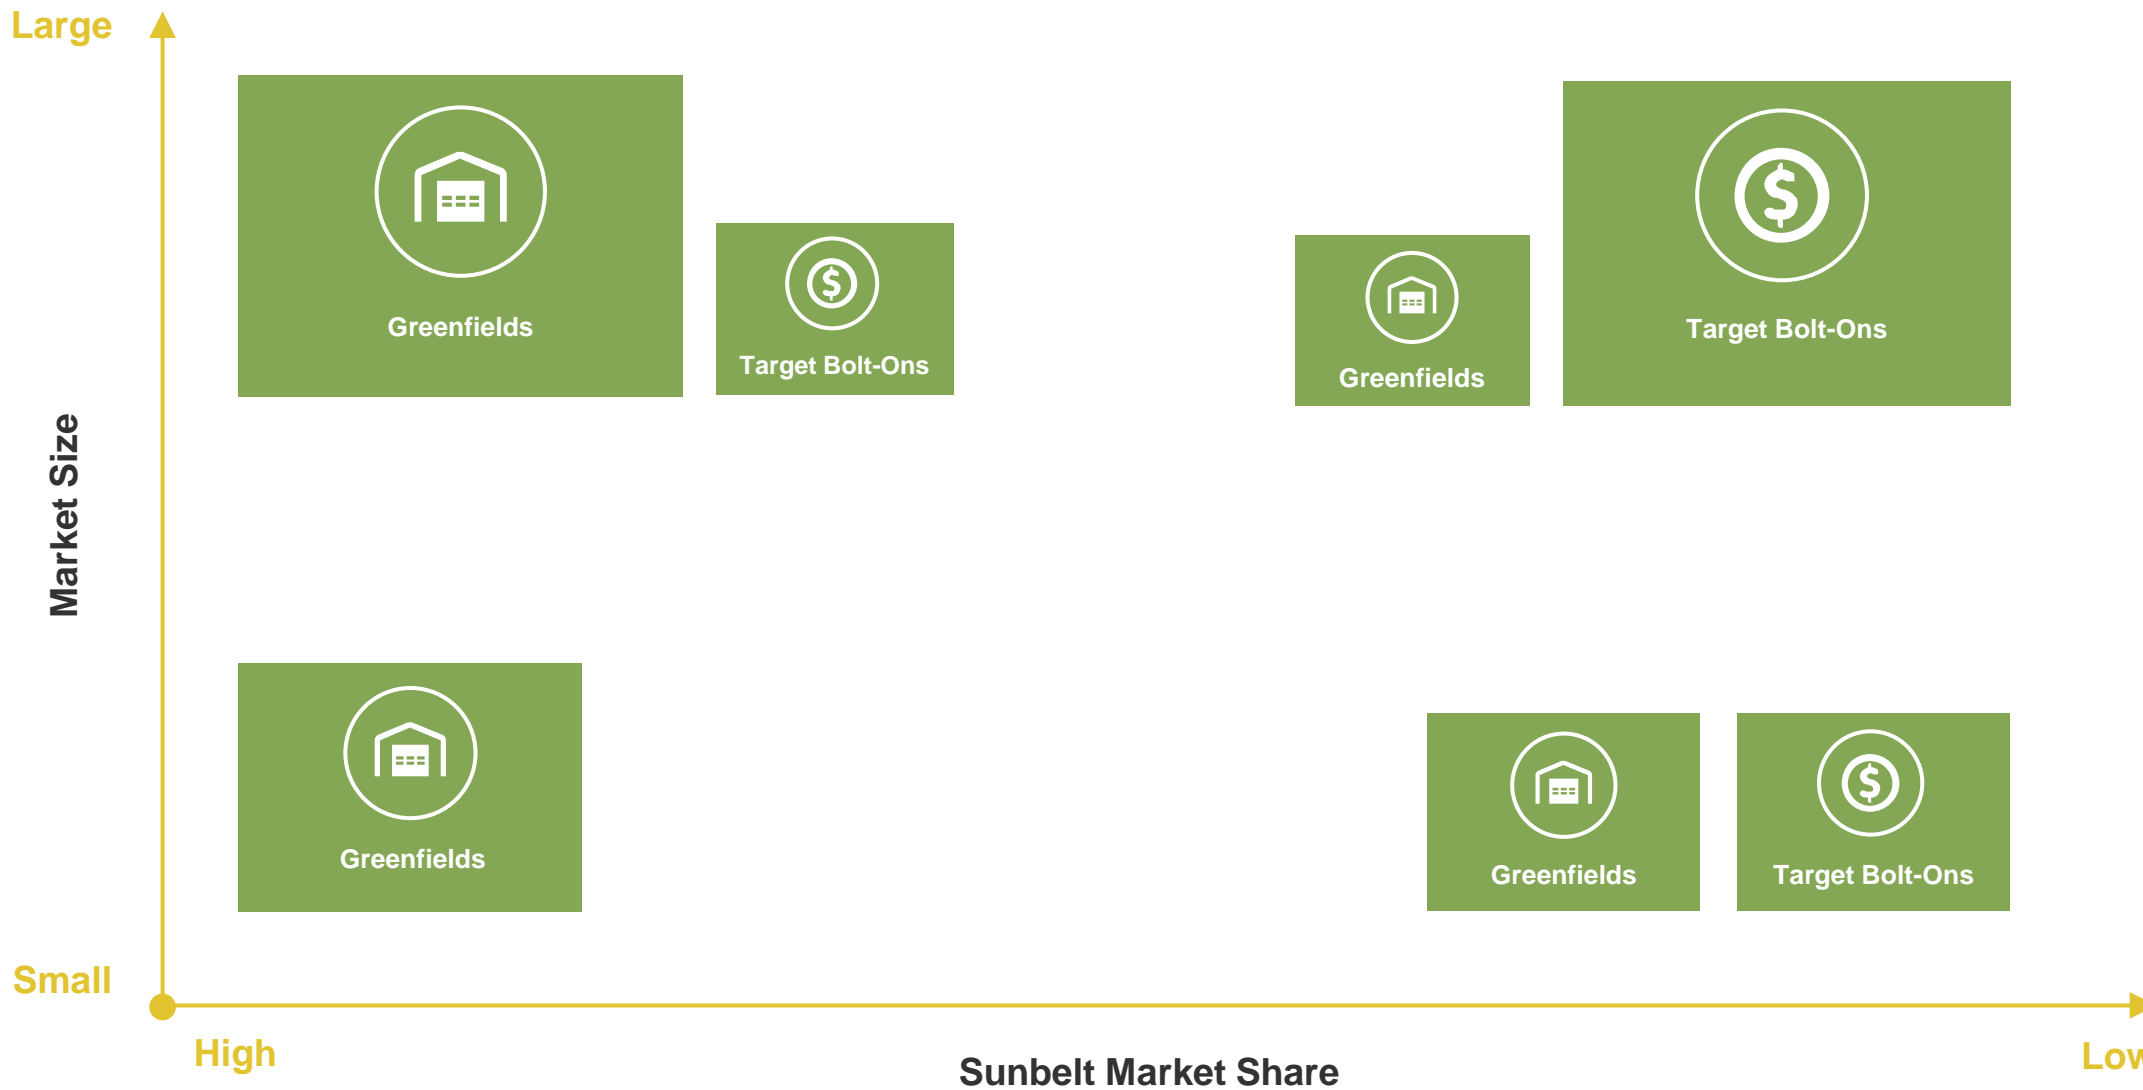 Large
Greenfields
Target Bolt-Ons
Greenfields
Target Bolt-Ons
Market Size
Greenfields
Greenfields
Target Bolt-Ons
Small
High
Sunbelt Market Share
Low